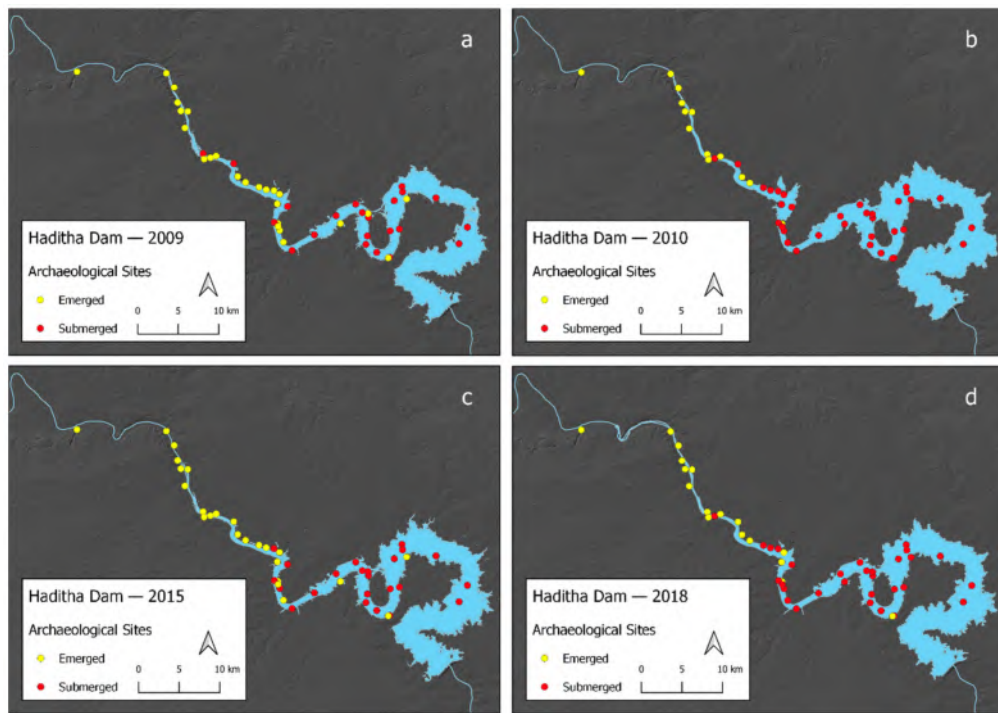 a
Haditha Dam — 2009
Archaeological Sites
Emerged
Submerged
0 5 10 km
b
Haditha Dam — 2010
Archaeological Sites
Emerged
Submerged
0 5 10 km
c
Haditha Dam — 2015
Archaeological Sites
Emerged
Submerged
0 5 10 km
d
Haditha Dam — 2018
Archaeological Sites
Emerged
Submerged
0 5 10 km